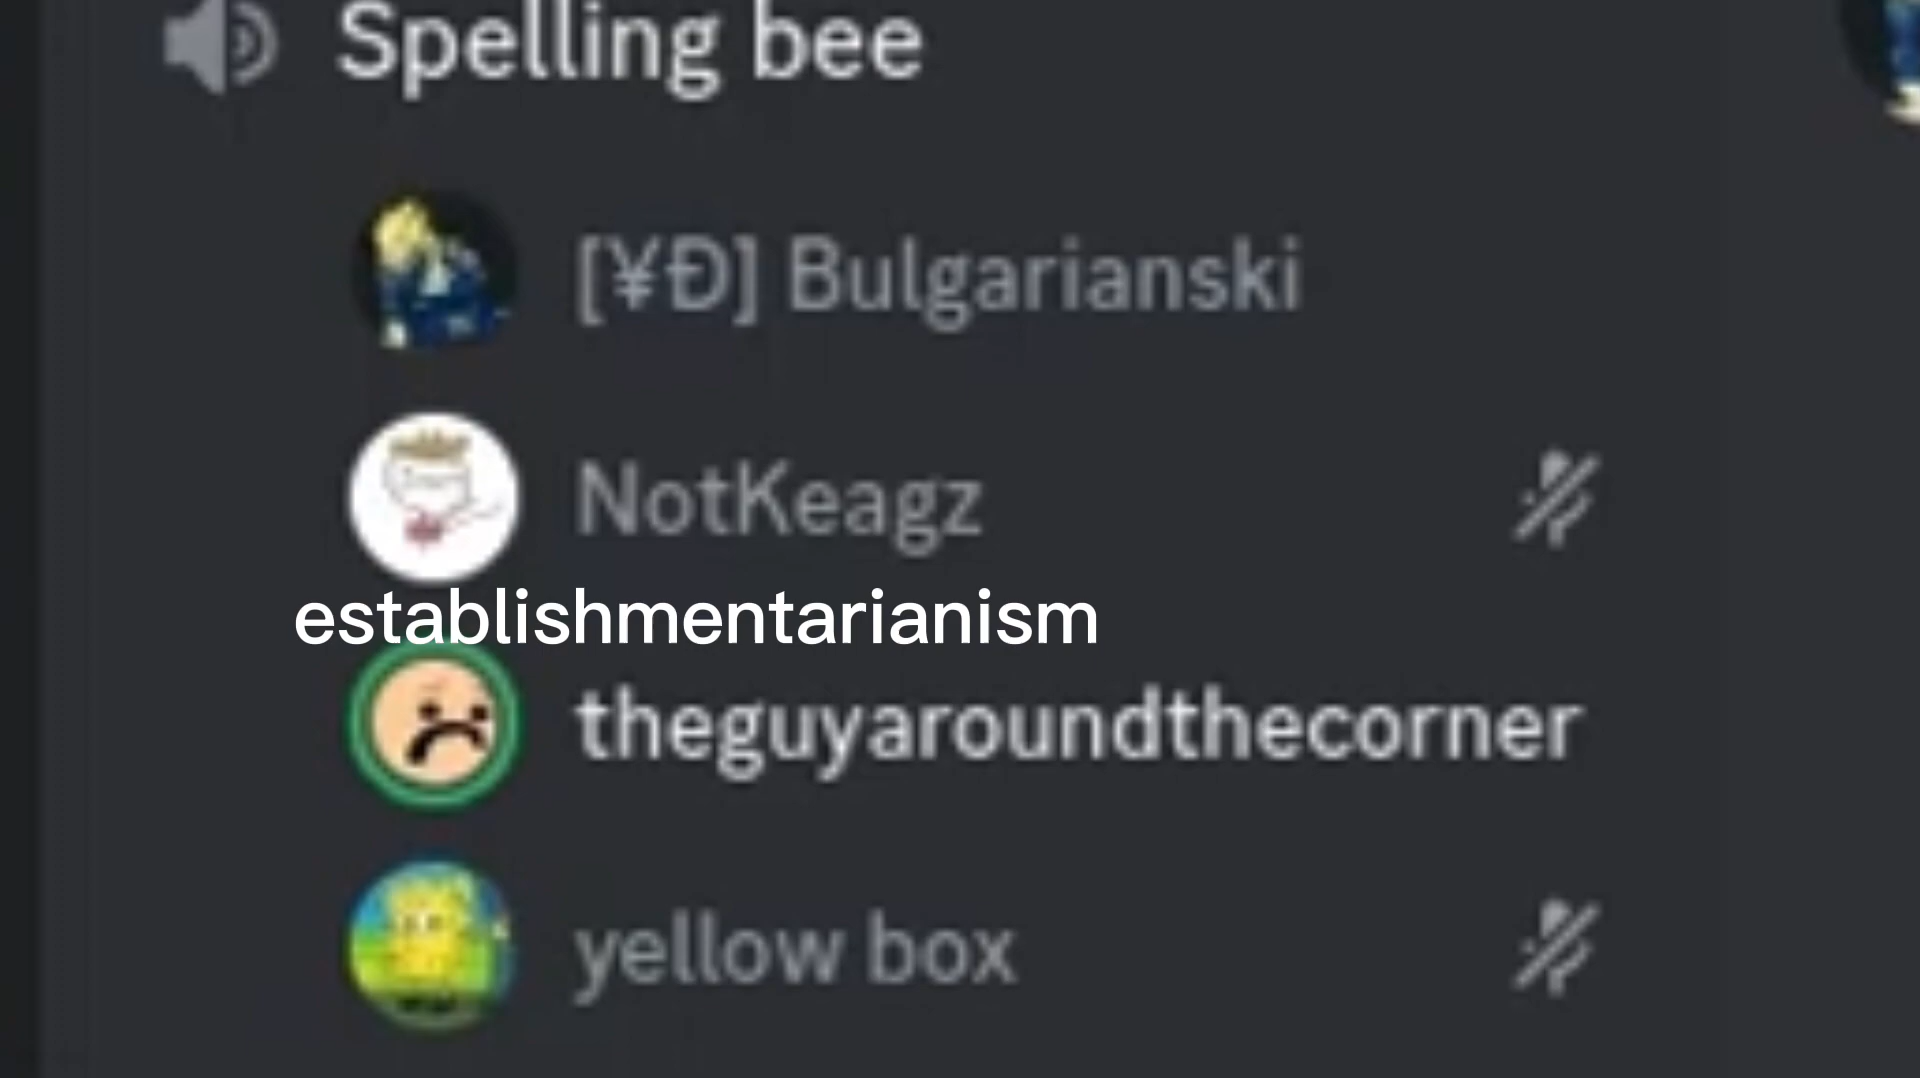 Spelling bee
[¥Đ] Bulgarianski
NotKeagz
establishmentarianism
theguyaroundthecorner
yellow box